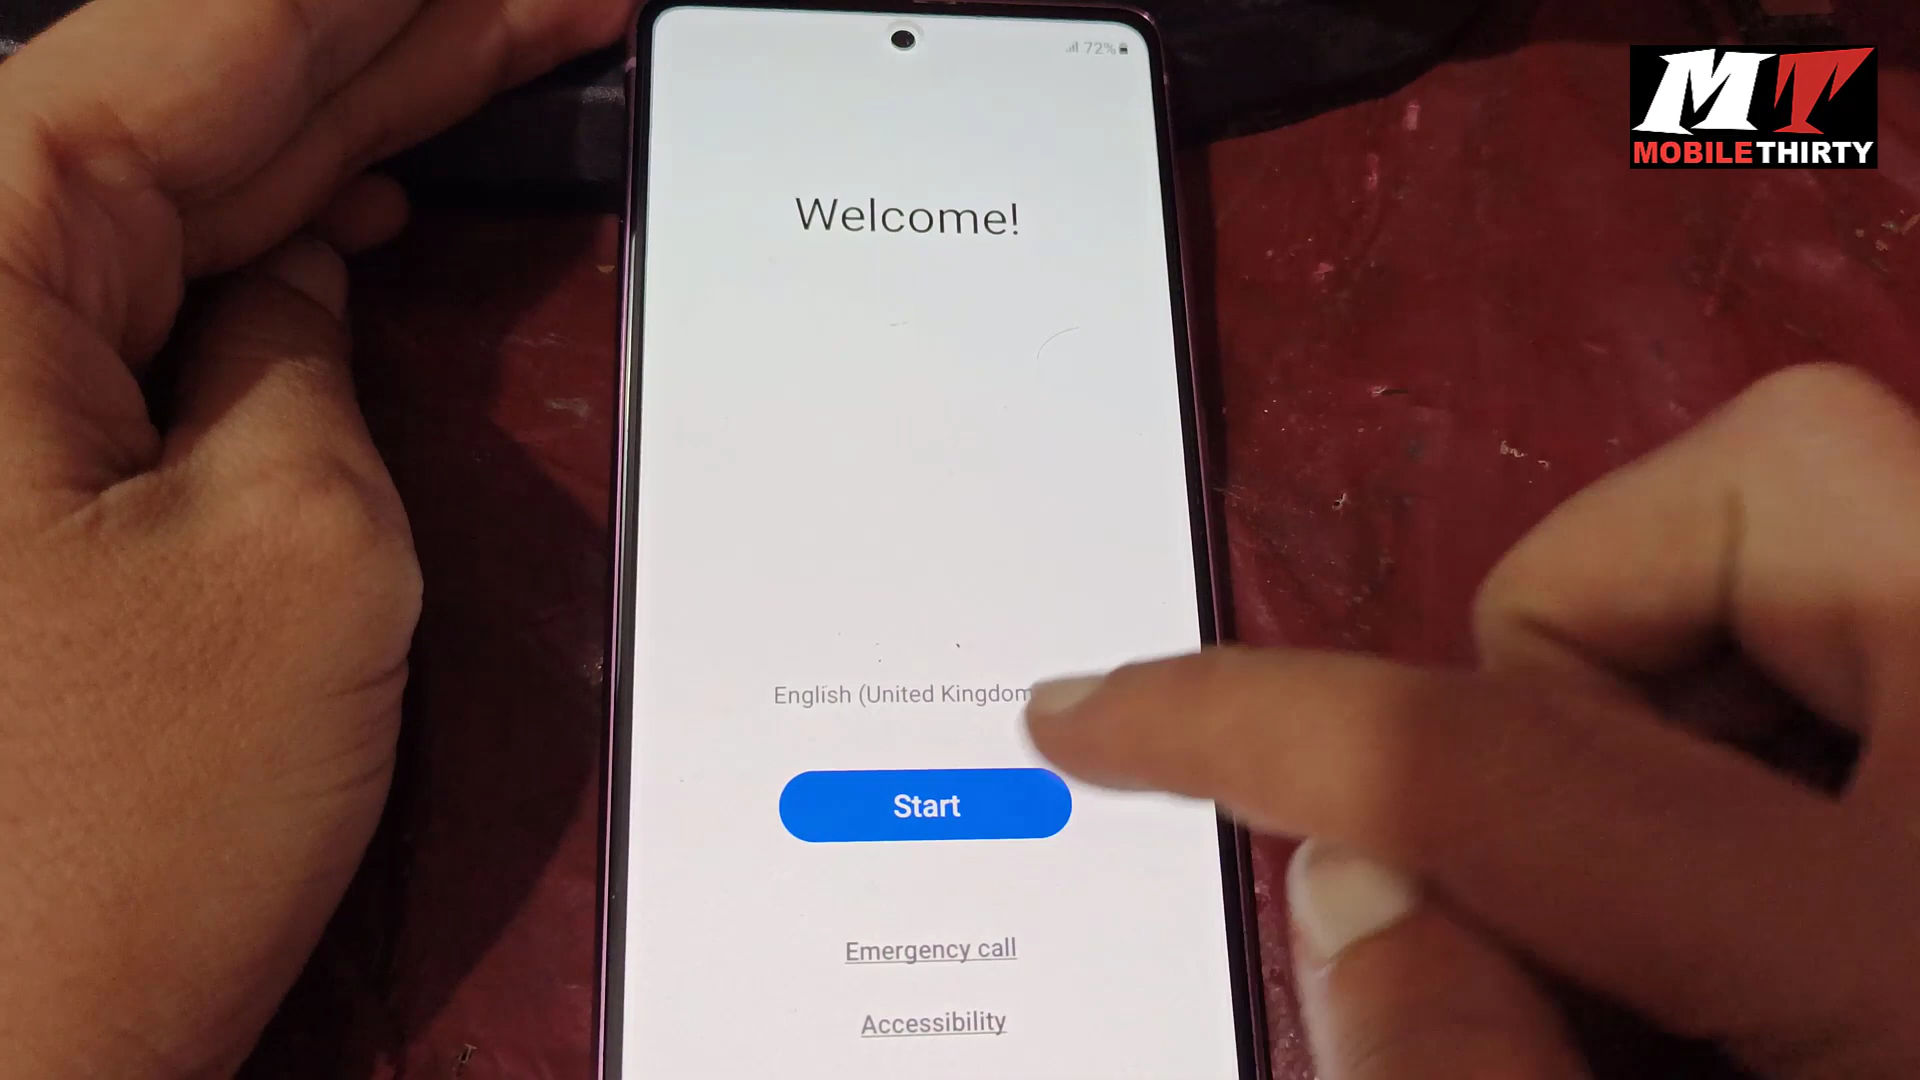 72%
MT
MOBILETHIRTY
Welcome!
English (United Kingdom
Start
Emergency call
Accessibility